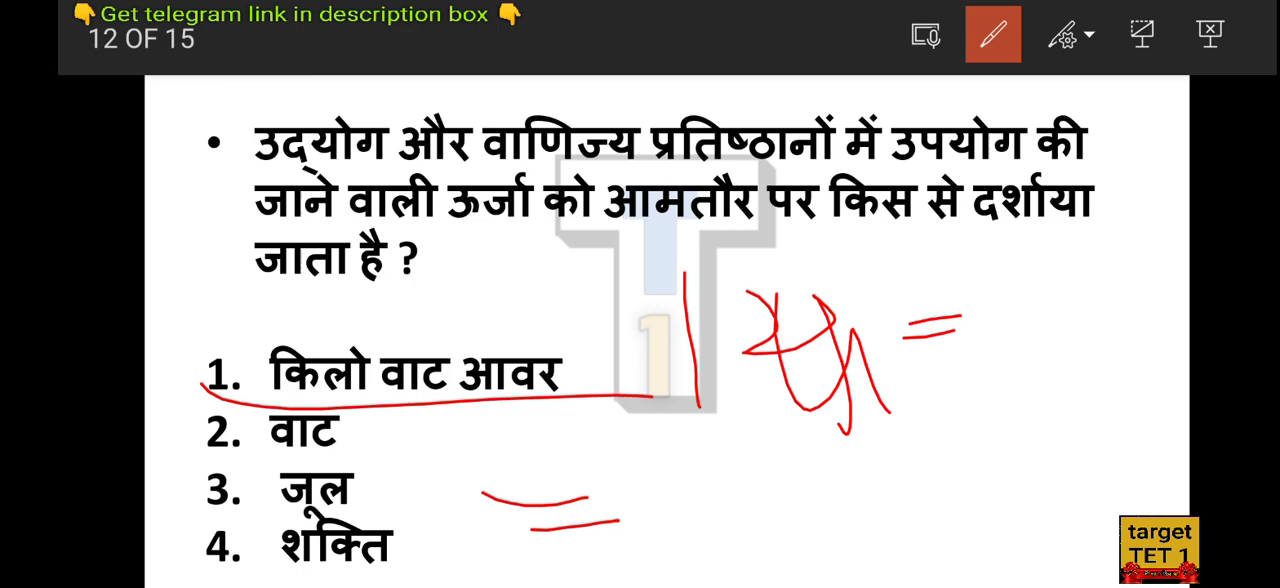 👇Get telegram link in description box 👇
12 OF 15
• उद्योग और वाणिज्य प्रतिष्ठानों में उपयोग की
जाने वाली ऊर्जा को आमतौर पर किस से दर्शाया
जाता है ?
1. किलो वाट आवर
2. वाट
3. जूल
4. शक्ति
T
1
target
TET 1